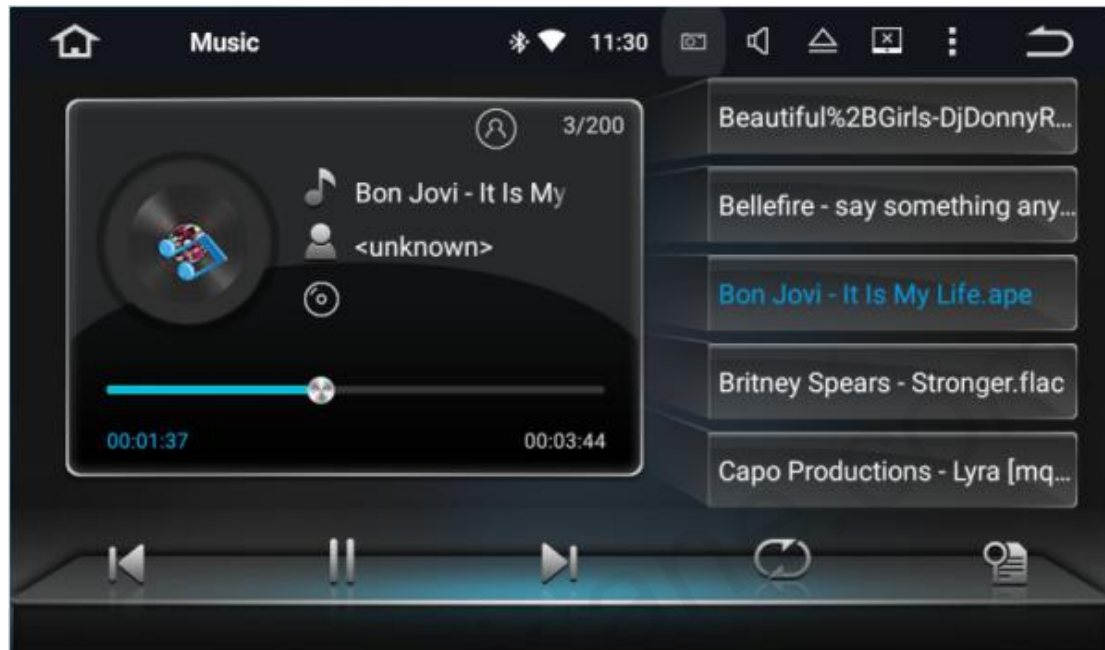 Music
11:30
3/200
Bon Jovi - It Is My
<unknown>
00:01:37
00:03:44
Beautiful%2BGirls-DjDonnyR...
Bellefire - say something any...
Bon Jovi - It Is My Life.ape
Britney Spears - Stronger.flac
Capo Productions - Lyra [mq...